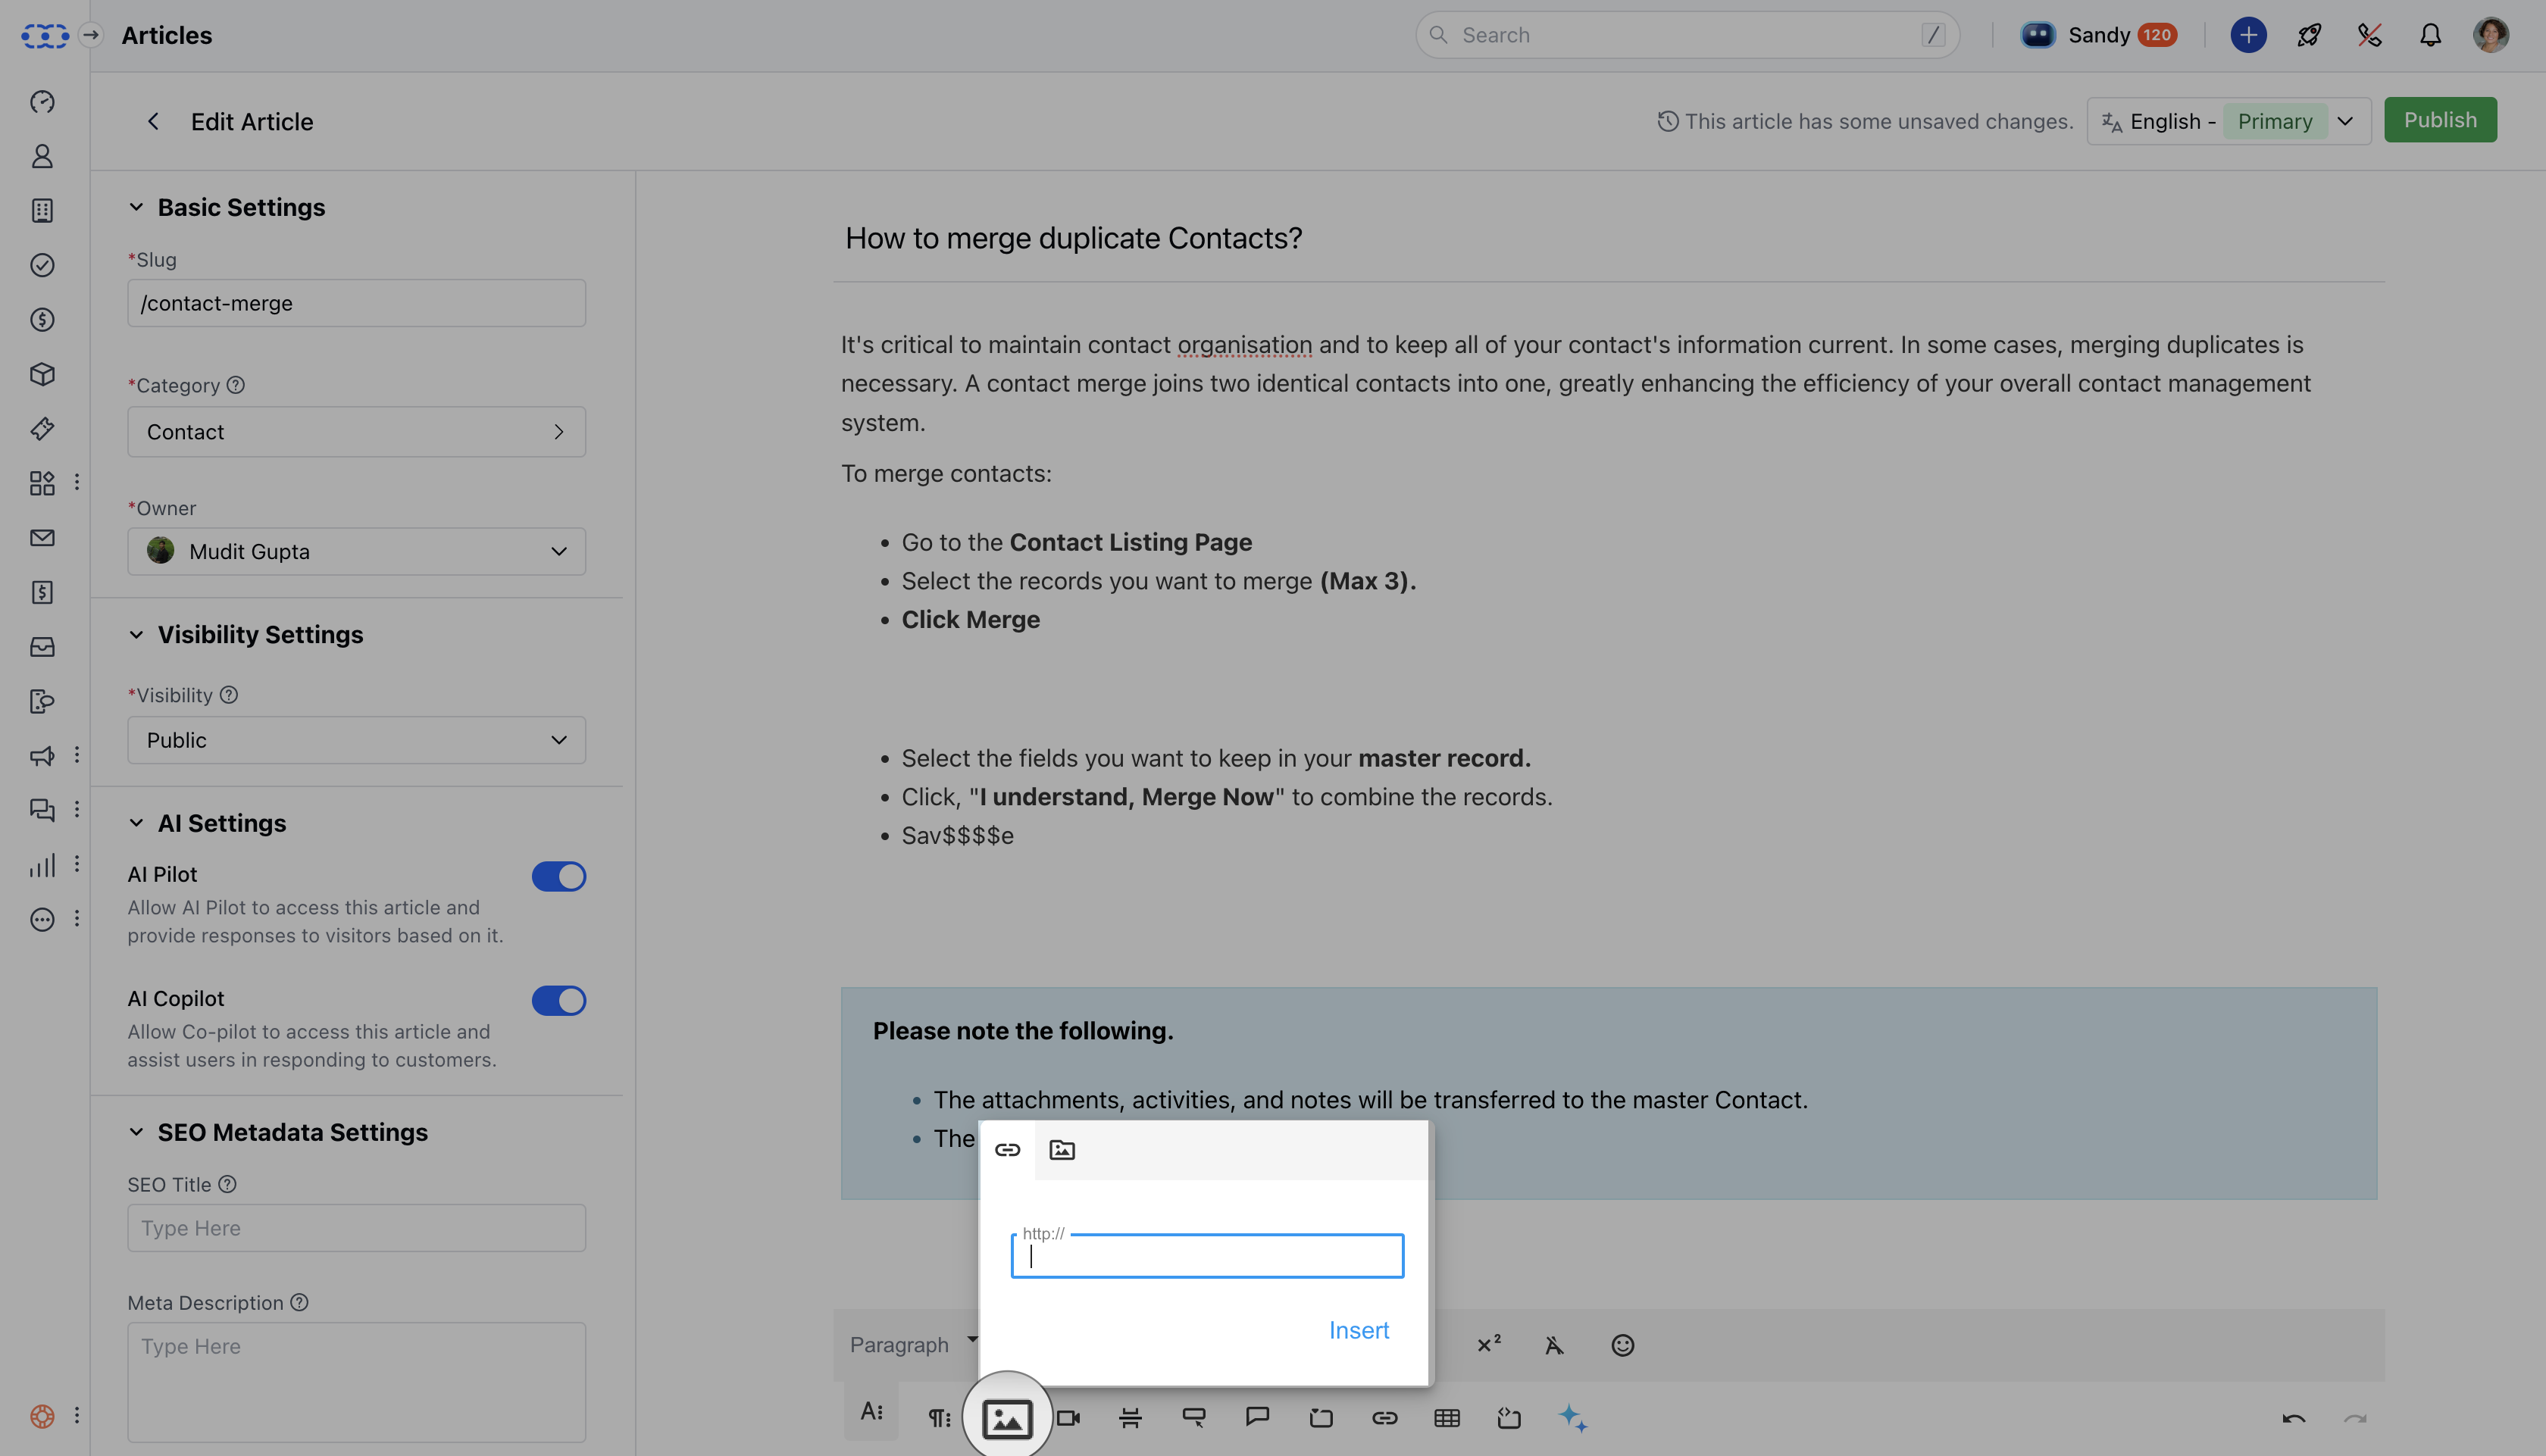 Articles
Search
/
Sandy 120
Edit Article
This article has some unsaved changes.
English - Primary
Publish
Basic Settings
*Slug
/contact-merge
*Category
Contact
*Owner
Mudit Gupta
Visibility Settings
*Visibility
Public
AI Settings
AI Pilot
Allow AI Pilot to access this article and
provide responses to visitors based on it.
AI Copilot
Allow Co-pilot to access this article and
assist users in responding to customers.
SEO Metadata Settings
SEO Title
Type Here
Meta Description
Type Here
How to merge duplicate Contacts?
It's critical to maintain contact organisation and to keep all of your contact's information current. In some cases, merging duplicates is
necessary. A contact merge joins two identical contacts into one, greatly enhancing the efficiency of your overall contact management
system.
To merge contacts:
• Go to the Contact Listing Page
• Select the records you want to merge (Max 3).
• Click Merge
• Select the fields you want to keep in your master record.
• Click, "I understand, Merge Now" to combine the records.
• Sav$$$$e
Please note the following.
• The attachments, activities, and notes will be transferred to the master Contact.
• The
http://
Insert
Paragraph